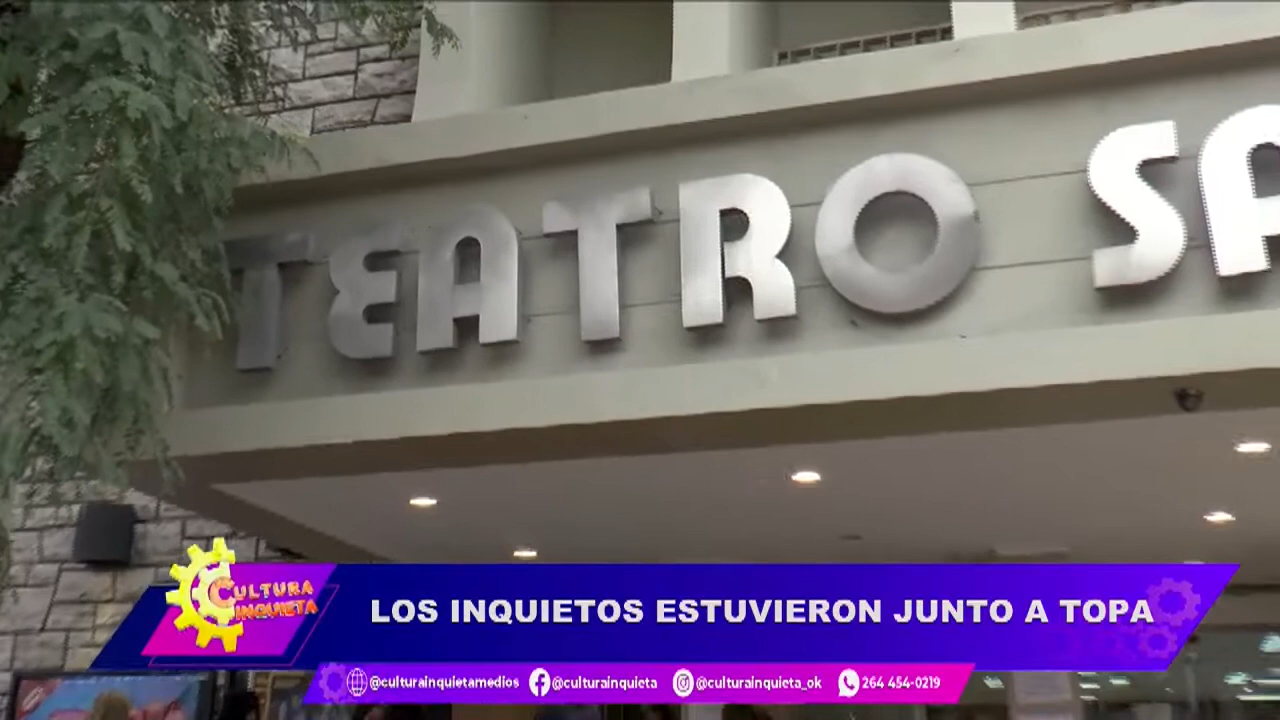 TEATRO SA
CULTURA
INQUIETA
LOS INQUIETOS ESTUVIERON JUNTO A TOPA
@culturainquietamedios @culturainquieta @culturainquieta_ok 264 454-0219